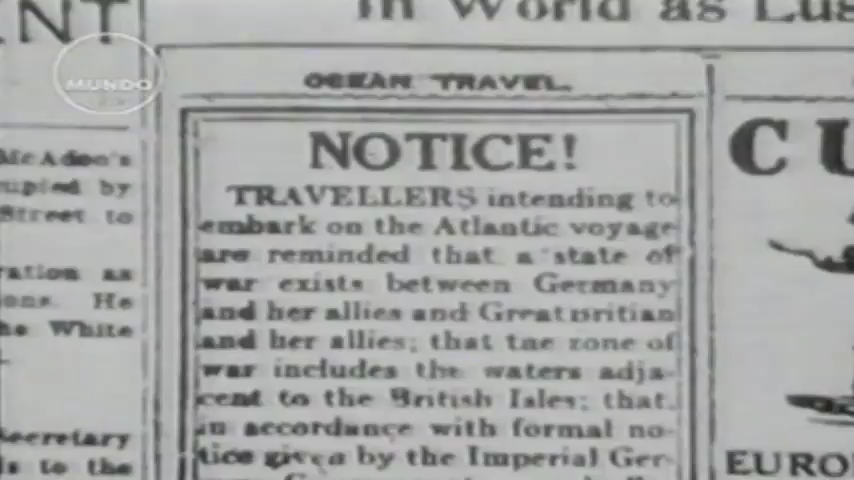 NT
in World as Lus
MUNDO
OCEAN TRAVEL.
McAdoo's
upied by
Street to
ration as
ons. He
he White
Secretary
ls to the
NOTICE!
TRAVELLERS intending to
embark on the Atlantic voyage
are reminded that a state of
war exists between Germany
and her allies and Great Britian
and her allies; that the zone of
war includes the waters adja-
cent to the British Isles; that,
in accordance with formal no-
tice given by the Imperial Ger-
CU
EURO